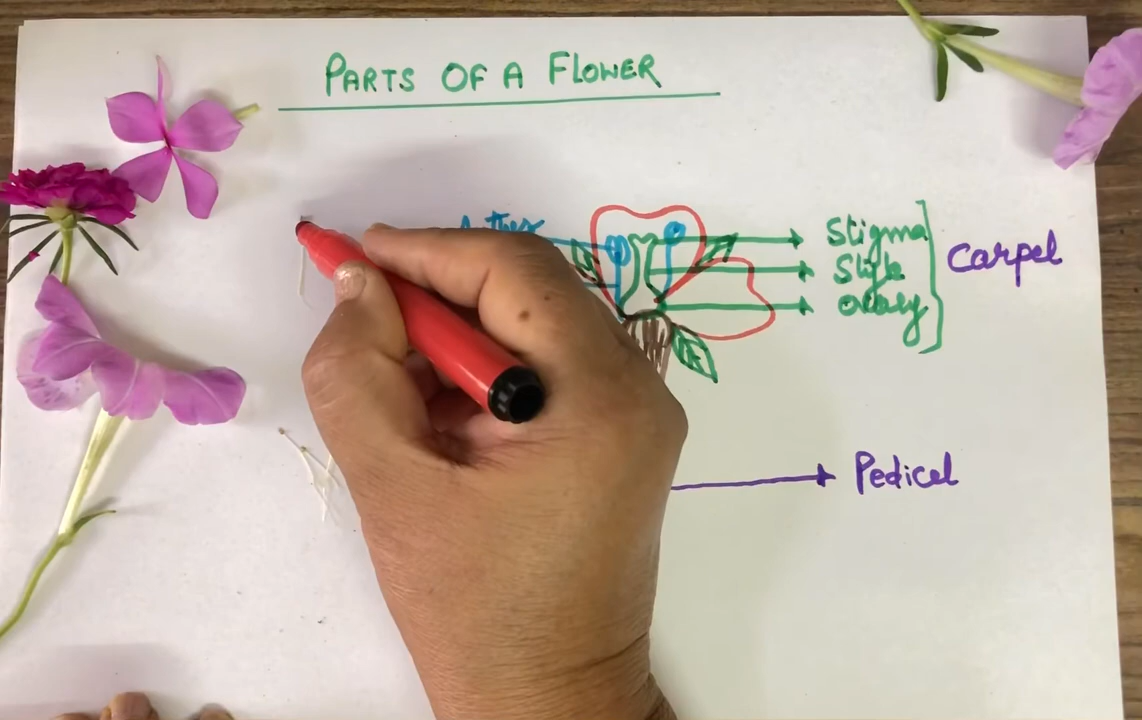 PARTS OF A FLOWER
Stigma
Carpel
Style
ovary
Pedicel